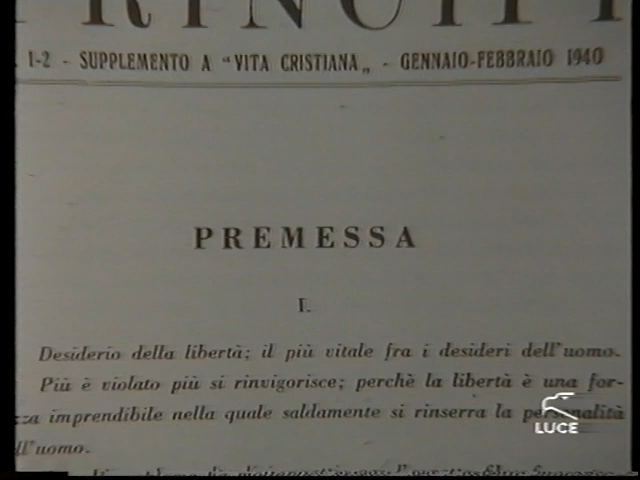 1-2 - SUPPLEMENTO A "VITA CRISTIANA„ - GENNAIO-FEBBRAIO 1940
PREMESSA
I.
Desiderio della libertà; il più vitale fra i desideri dell'uomo.
Più è violato più si rinvigorisce; perchè la libertà è una for-
za imprendibile nella quale saldamente si rinserra la personalità
ll'uomo.
LUCE